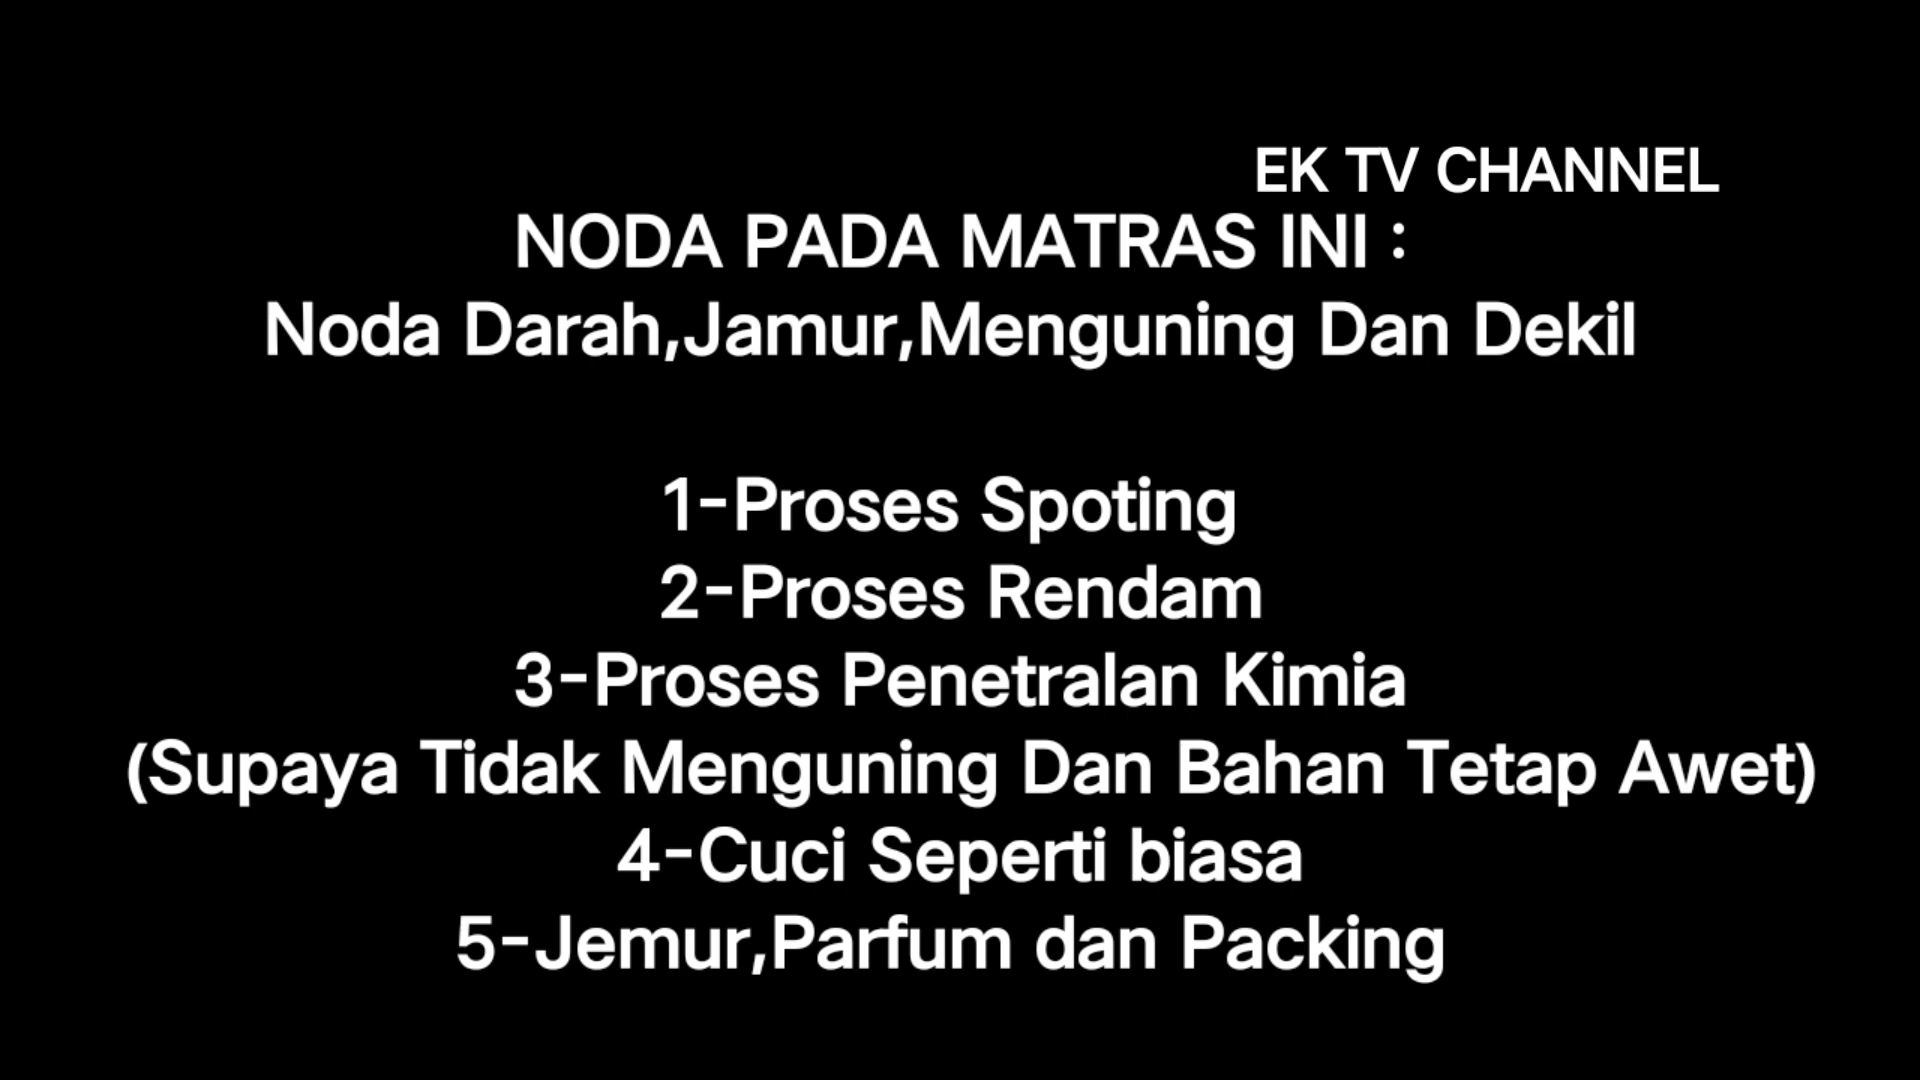 EK TV CHANNEL
NODA PADA MATRAS INI :
Noda Darah,Jamur,Menguning Dan Dekil
1-Proses Spoting
2-Proses Rendam
3-Proses Penetralan Kimia
(Supaya Tidak Menguning Dan Bahan Tetap Awet)
4-Cuci Seperti biasa
5-Jemur,Parfum dan Packing